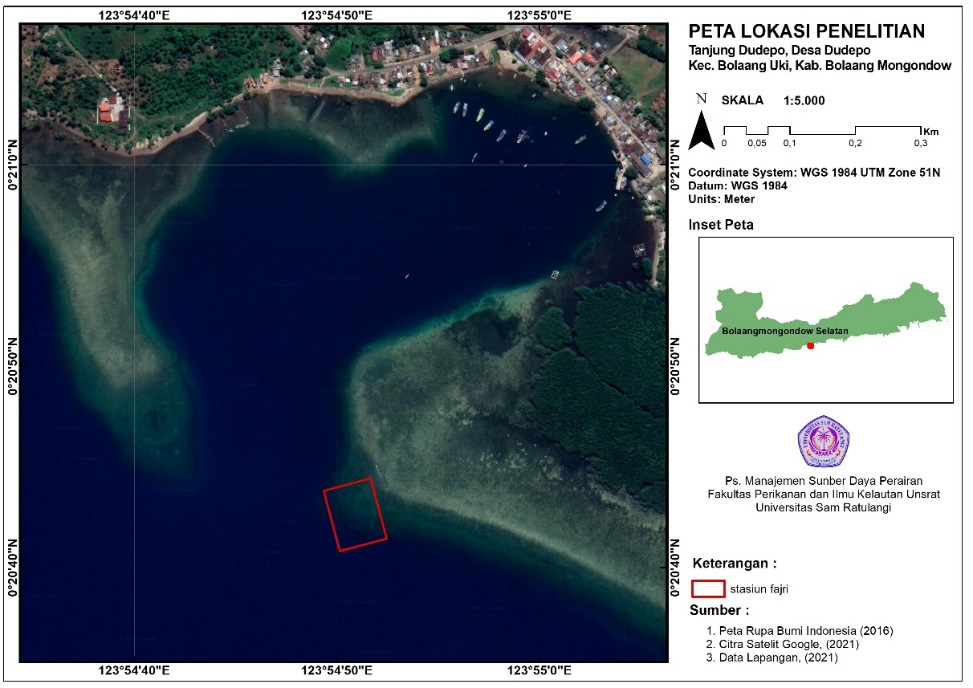 123°54'40"E 123°54'50"E 123°55'0"E
0°21'0"N
0°20'50"N
0°20'40"N
0°21'0"N
0°20'50"N
0°20'40"N
123°54'40"E 123°54'50"E 123°55'0"E
PETA LOKASI PENELITIAN
Tanjung Dudepo, Desa Dudepo
Kec. Bolaang Uki, Kab. Bolaang Mongondow
N
SKALA 1:5.000
Km
0 0,05 0,1 0,2 0,3
Coordinate System: WGS 1984 UTM Zone 51N
Datum: WGS 1984
Units: Meter
Inset Peta
Bolaangmongondow Selatan
Ps. Manajemen Sunber Daya Perairan
Fakultas Perikanan dan Ilmu Kelautan Unsrat
Universitas Sam Ratulangi
Keterangan :
stasiun fajri
Sumber :
1. Peta Rupa Bumi Indonesia (2016)
2. Citra Satelit Google, (2021)
3. Data Lapangan, (2021)